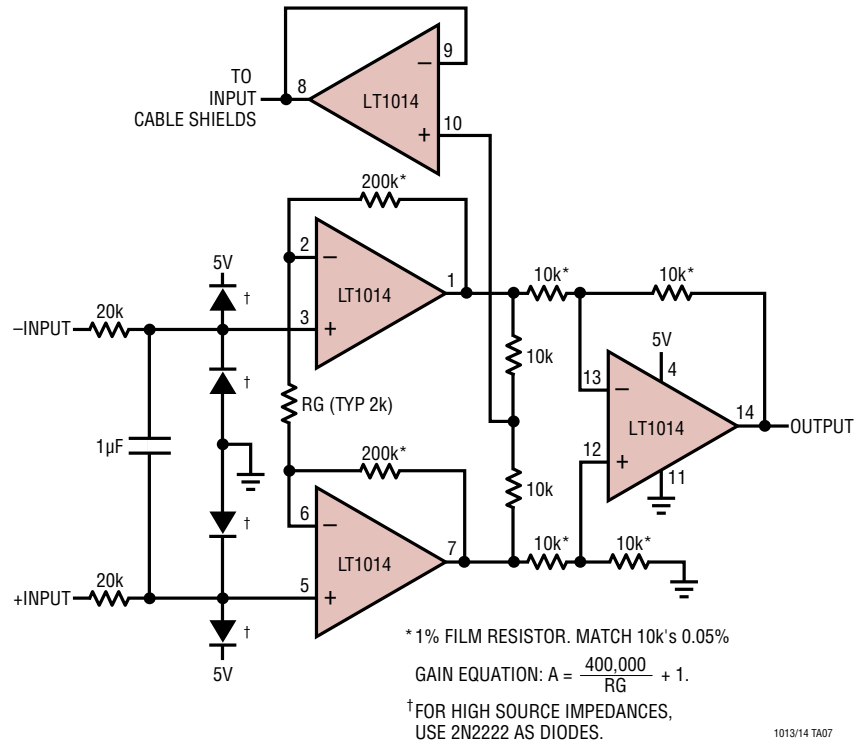 9
TO
INPUT
CABLE SHIELDS
8
–
LT1014
+
10
200k*
2
–
5V
†
LT1014
1
10k*
10k*
20k
–INPUT
3
+
5V
10k
4
†
13
–
RG (TYP 2k)
LT1014
14
OUTPUT
1µF
12
+
11
200k*
10k
†
6
–
7
10k*
10k*
LT1014
20k
+INPUT
5
+
†
5V
*1% FILM RESISTOR. MATCH 10k's 0.05%
GAIN EQUATION: A = 400,000
RG
+ 1.
†FOR HIGH SOURCE IMPEDANCES,
USE 2N2222 AS DIODES.
1013/14 TA07